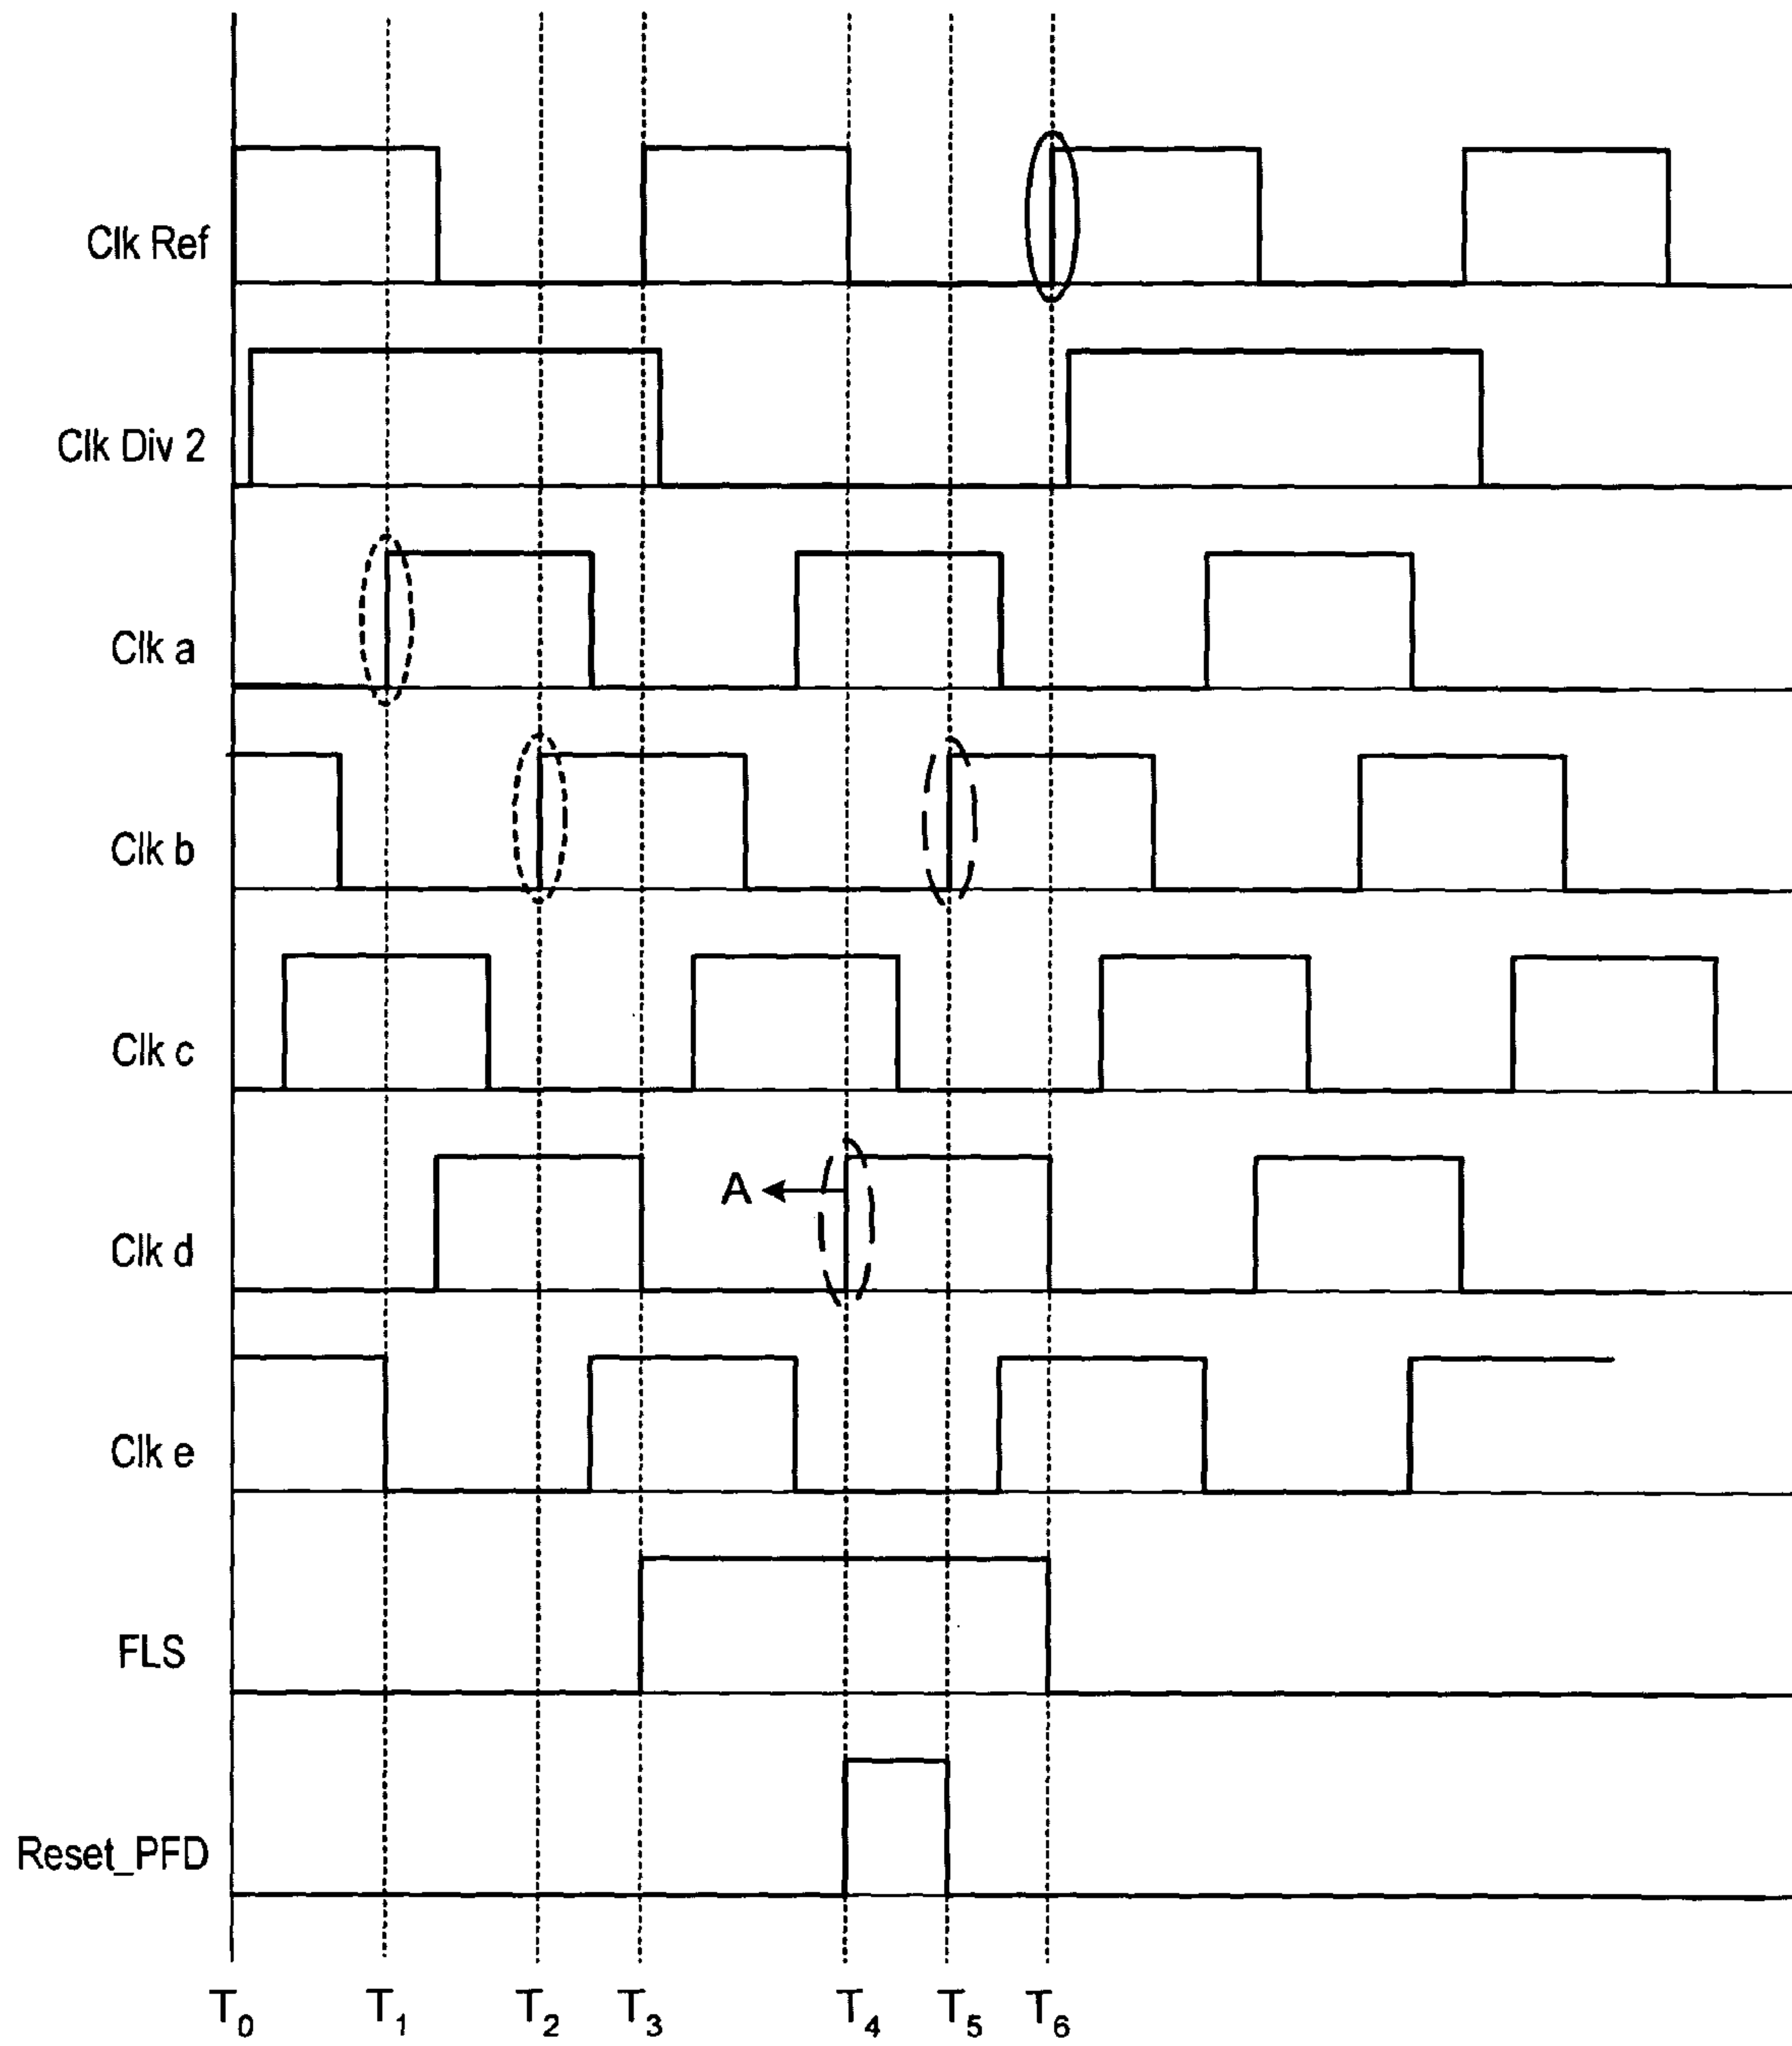 Clk Ref
Clk Div 2
Clk a
Clk b
Clk c
A
Clk d
Clk e
FLS
Reset_PFD
T0 T1 T2 T3 T4 T5 T6